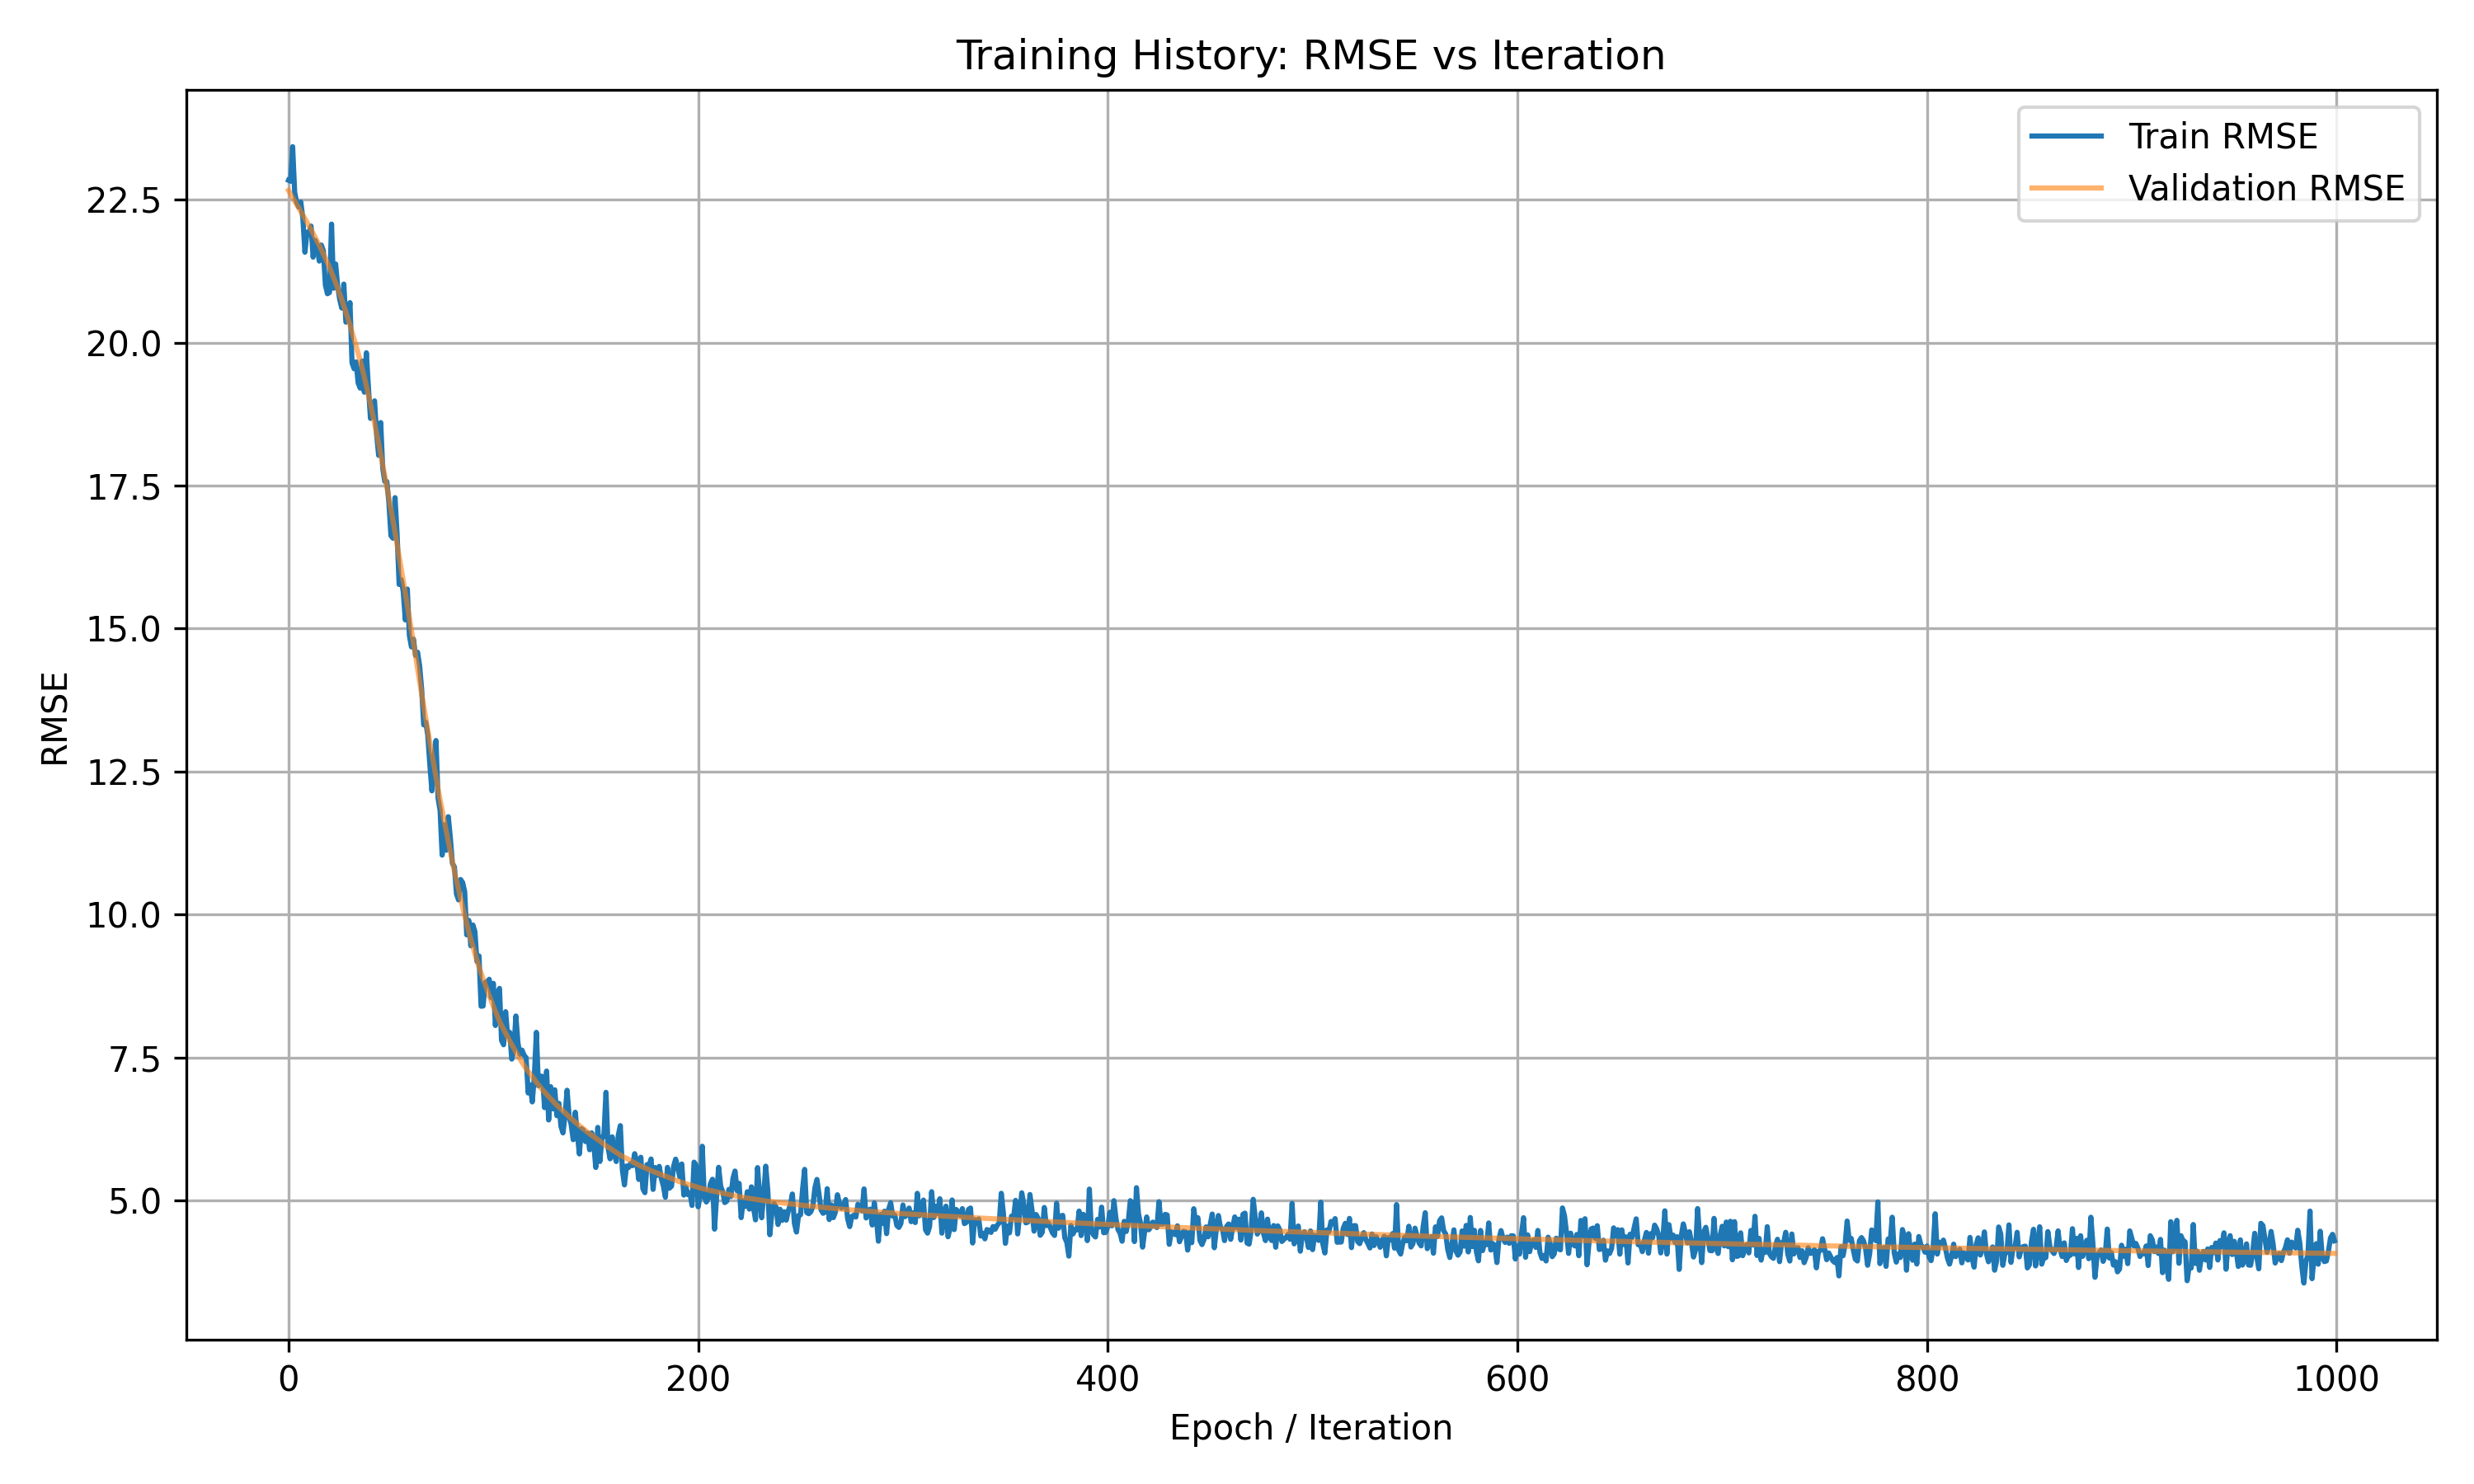 Training History: RMSE vs Iteration
Train RMSE
Validation RMSE
22.5
20.0
17.5
15.0
12.5
10.0
7.5
5.0
RMSE
0 200 400 600 800 1000
Epoch / Iteration